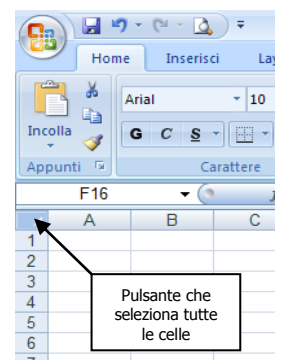 Home Inserisci La
Incolla
Arial 10
G C S
Appunti Carattere
F16
A B C
1
2
3
4
5
6
Pulsante che
seleziona tutte
le celle